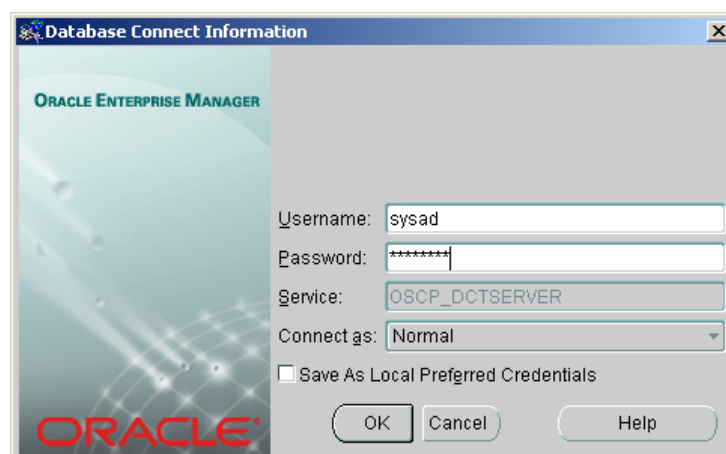 Database Connect Information
ORACLE ENTERPRISE MANAGER
Username: sysad
Password: ********
Service: OSCP_DCTSERVER
Connect as: Normal
Save As Local Preferred Credentials
OK Cancel Help
ORACLE